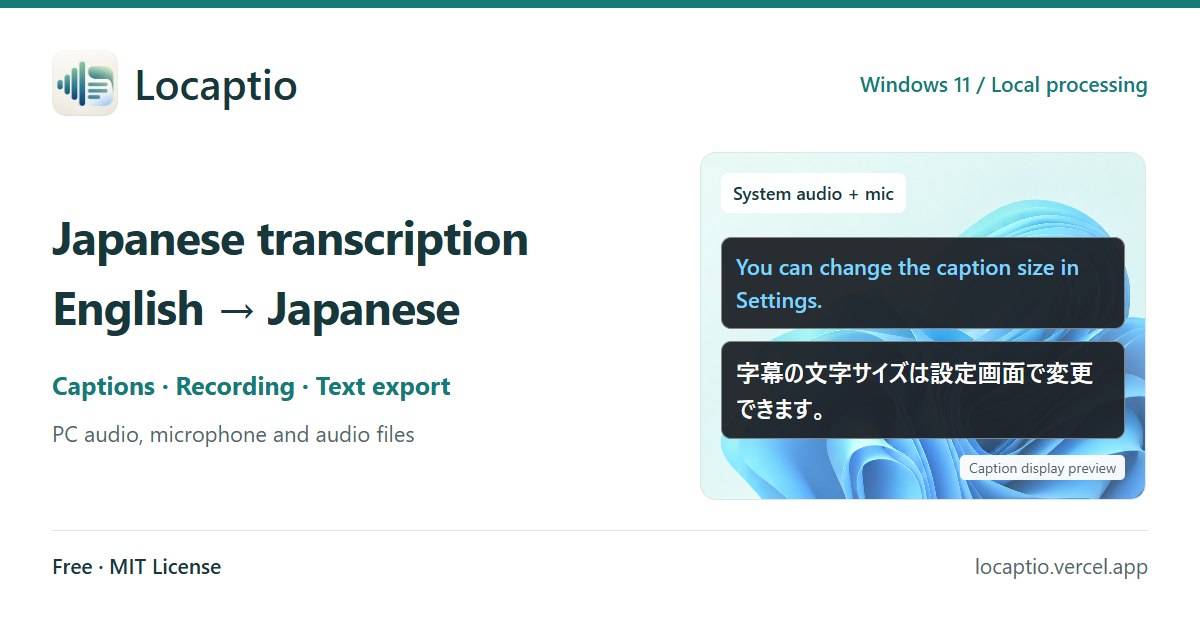 Locaptio
Windows 11 / Local processing
Japanese transcription
English → Japanese
Captions · Recording · Text export
PC audio, microphone and audio files
System audio + mic
You can change the caption size in
Settings.
字幕の文字サイズは設定画面で変更
できます。
Caption display preview
Free · MIT License
locaptio.vercel.app